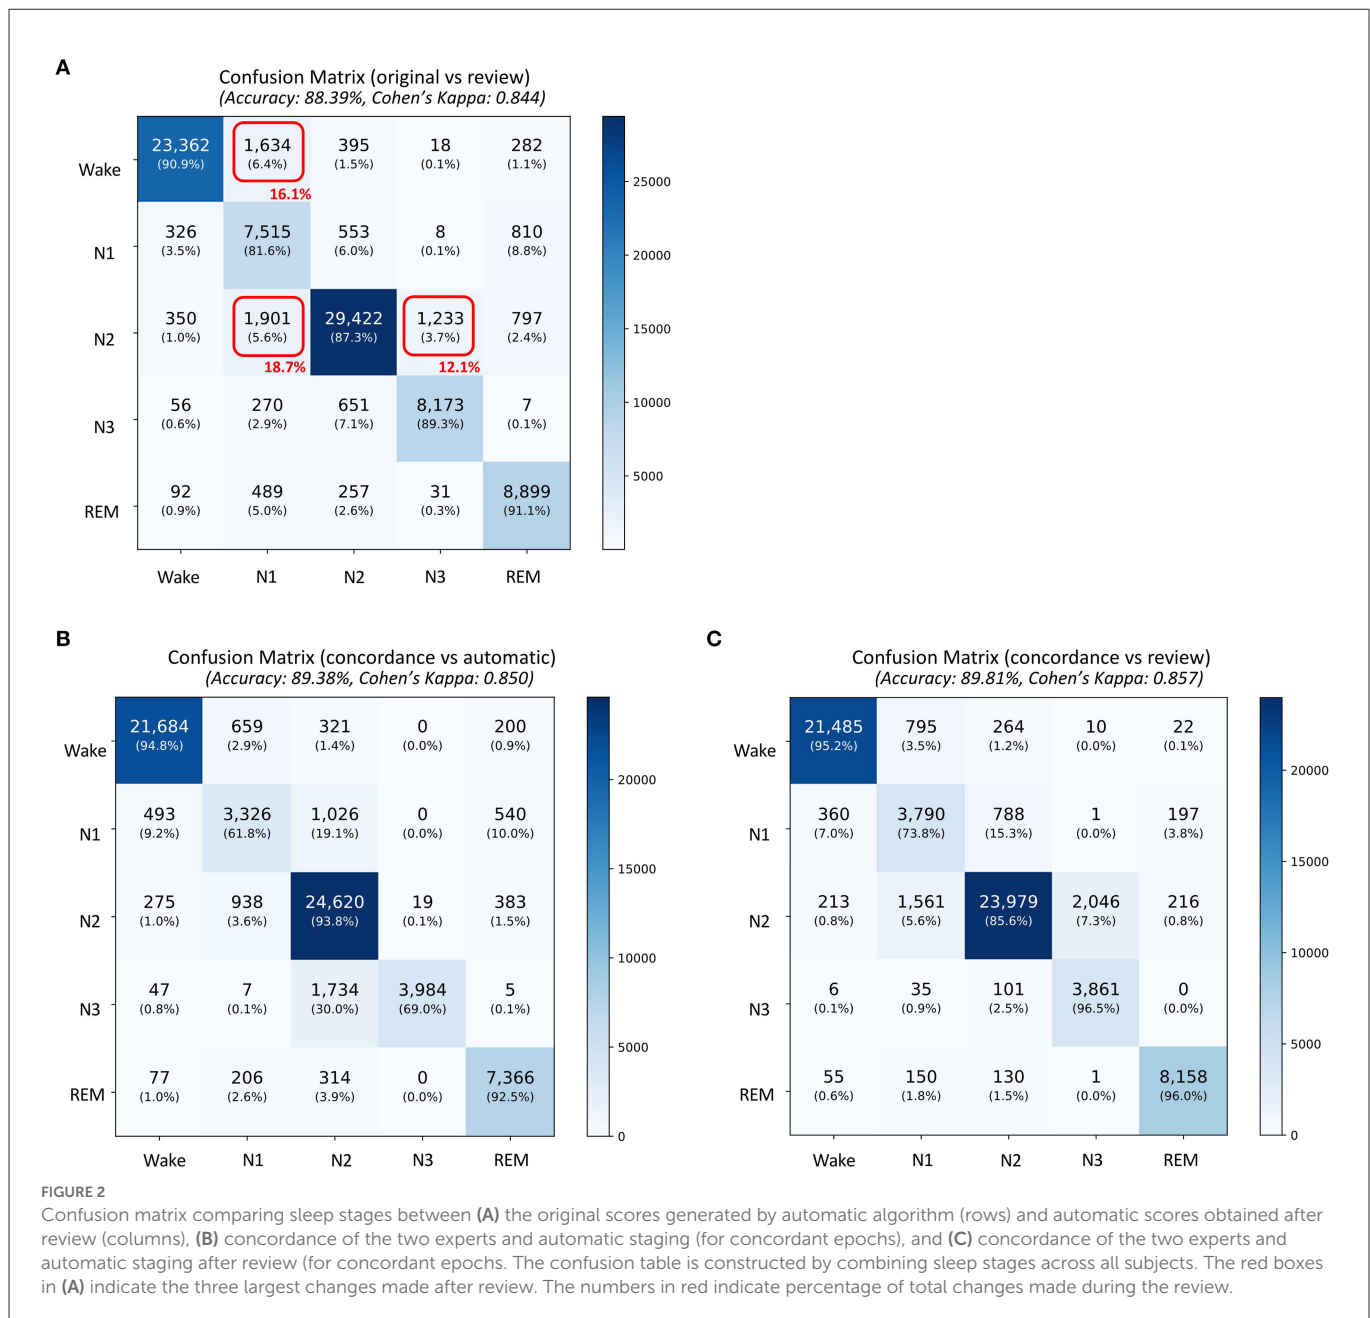 A
Confusion Matrix (original vs review)
(Accuracy: 88.39%, Cohen's Kappa: 0.844)
Wake 23,362 1,634 395 18 282
(90.9%) (6.4%) (1.5%) (0.1%) (1.1%)
16.1%
N1 326 7,515 553 8 810
(3.5%) (81.6%) (6.0%) (0.1%) (8.8%)
N2 350 1,901 29,422 1,233 797
(1.0%) (5.6%) (87.3%) (3.7%) (2.4%)
18.7% 12.1%
N3 56 270 651 8,173 7
(0.6%) (2.9%) (7.1%) (89.3%) (0.1%)
REM 92 489 257 31 8,899
(0.9%) (5.0%) (2.6%) (0.3%) (91.1%)
Wake N1 N2 N3 REM
25000
20000
15000
10000
5000
B
Confusion Matrix (concordance vs automatic)
(Accuracy: 89.38%, Cohen's Kappa: 0.850)
Wake 21,684 659 321 0 200
(94.8%) (2.9%) (1.4%) (0.0%) (0.9%)
N1 493 3,326 1,026 0 540
(9.2%) (61.8%) (19.1%) (0.0%) (10.0%)
N2 275 938 24,620 19 383
(1.0%) (3.6%) (93.8%) (0.1%) (1.5%)
N3 47 7 1,734 3,984 5
(0.8%) (0.1%) (30.0%) (69.0%) (0.1%)
REM 77 206 314 0 7,366
(1.0%) (2.6%) (3.9%) (0.0%) (92.5%)
Wake N1 N2 N3 REM
20000
15000
10000
5000
0
C
Confusion Matrix (concordance vs review)
(Accuracy: 89.81%, Cohen's Kappa: 0.857)
Wake 21,485 795 264 10 22
(95.2%) (3.5%) (1.2%) (0.0%) (0.1%)
N1 360 3,790 788 1 197
(7.0%) (73.8%) (15.3%) (0.0%) (3.8%)
N2 213 1,561 23,979 2,046 216
(0.8%) (5.6%) (85.6%) (7.3%) (0.8%)
N3 6 35 101 3,861 0
(0.1%) (0.9%) (2.5%) (96.5%) (0.0%)
REM 55 150 130 1 8,158
(0.6%) (1.8%) (1.5%) (0.0%) (96.0%)
Wake N1 N2 N3 REM
20000
15000
10000
5000
0
FIGURE 2
Confusion matrix comparing sleep stages between (A) the original scores generated by automatic algorithm (rows) and automatic scores obtained after
review (columns), (B) concordance of the two experts and automatic staging (for concordant epochs), and (C) concordance of the two experts and
automatic staging after review (for concordant epochs. The confusion table is constructed by combining sleep stages across all subjects. The red boxes
in (A) indicate the three largest changes made after review. The numbers in red indicate percentage of total changes made during the review.